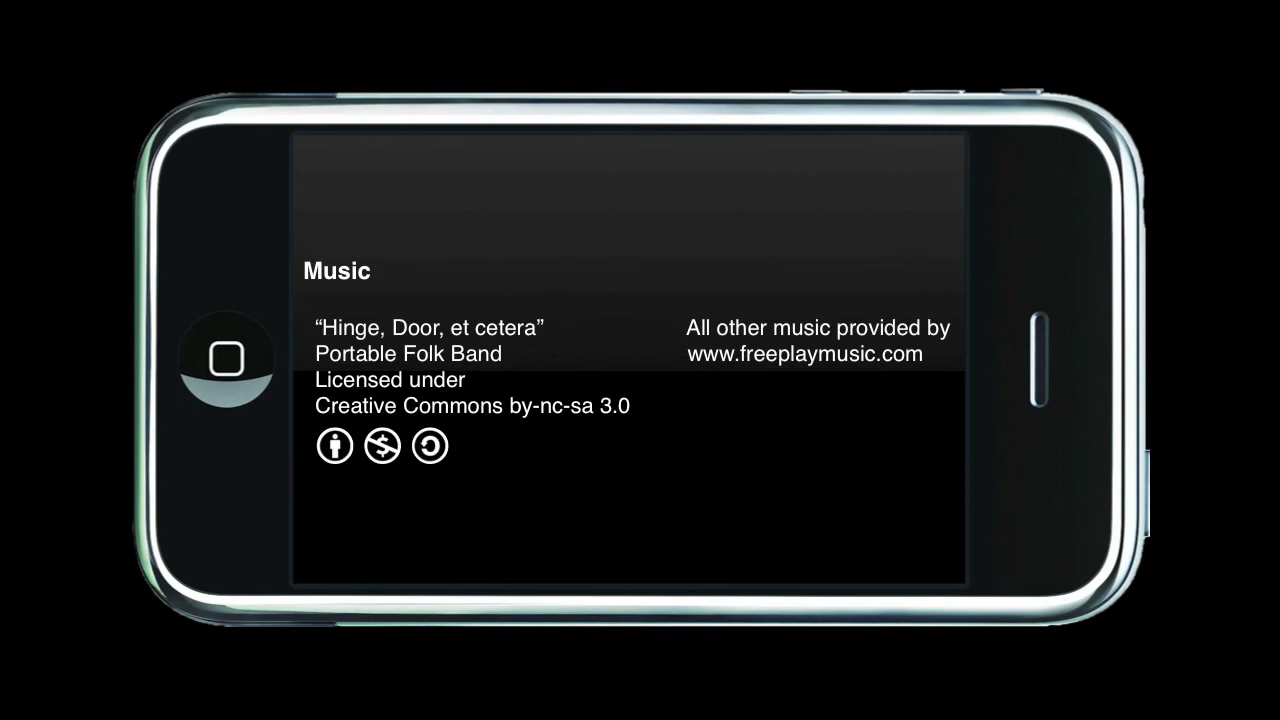 Music
“Hinge, Door, et cetera”
Portable Folk Band
Licensed under
Creative Commons by-nc-sa 3.0
All other music provided by
www.freeplaymusic.com